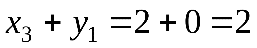 x₃ + y₁ = 2 + 0 = 2